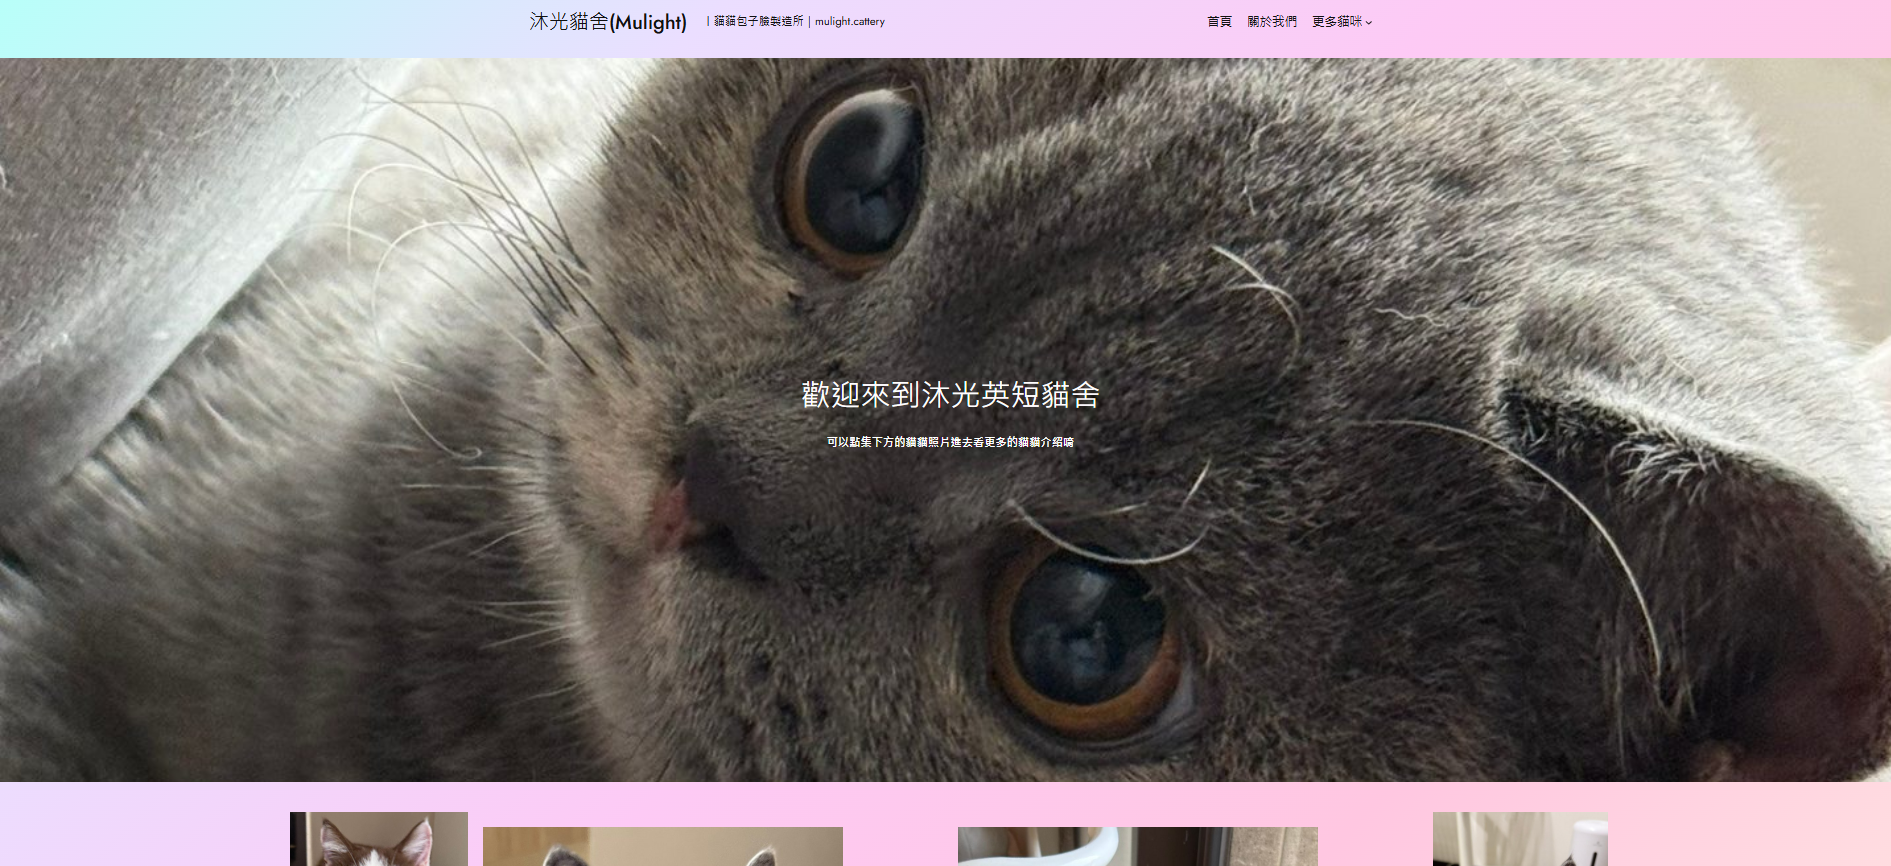 沐光貓舍(Mulight)
| 貓貓包子臉製造所 | mulight.cattery
首頁 關於我們 更多貓咪
歡迎來到沐光英短貓舍
可以點隻下方的貓貓照片進去看更多的貓貓介紹唷